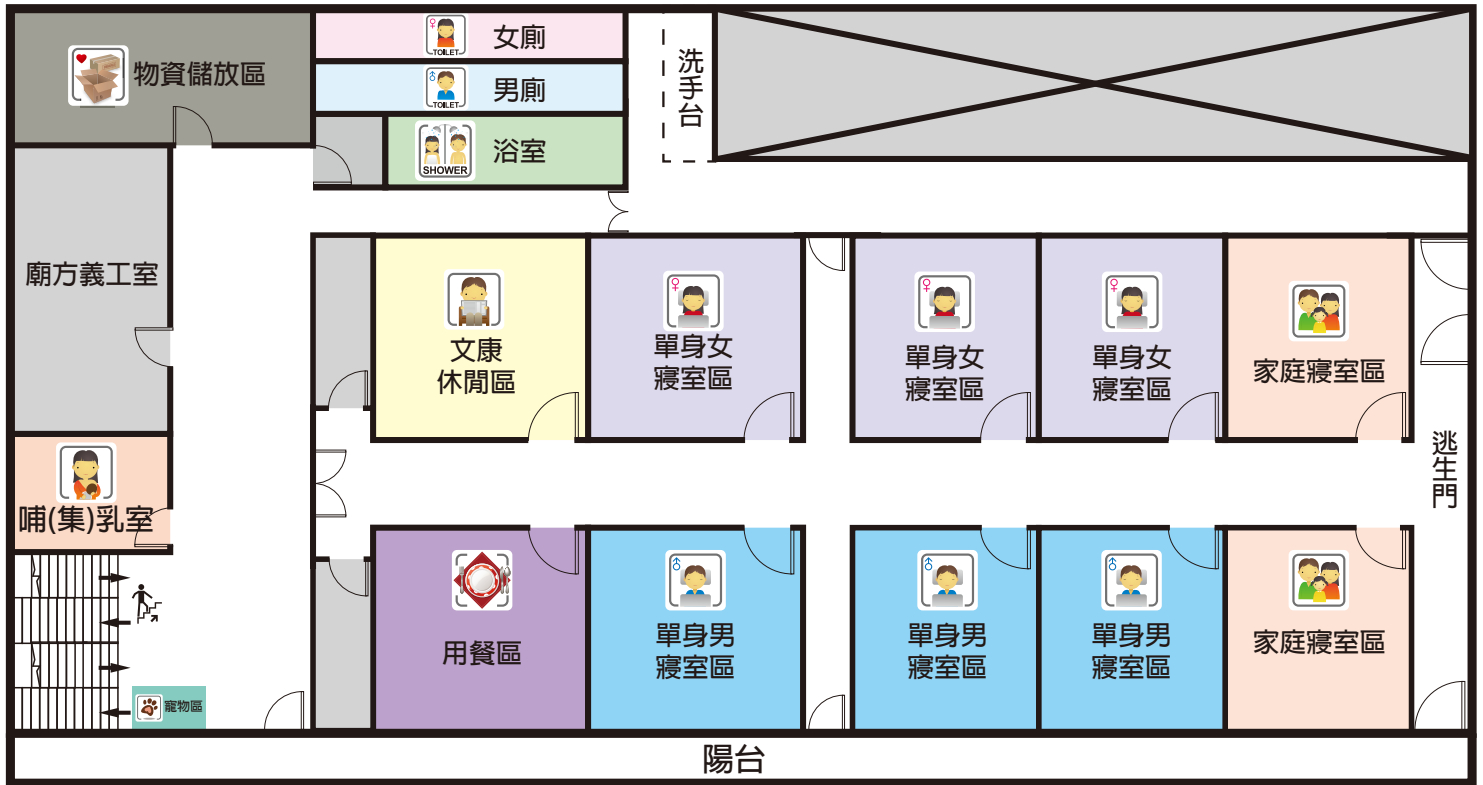 物資儲放區
TOILET
女廁
TOILET
男廁
SHOWER
浴室
洗手台
廟方義工室
文康
休閒區
單身女
寢室區
單身女
寢室區
單身女
寢室區
家庭寢室區
逃生門
哺(集)乳室
用餐區
單身男
寢室區
單身男
寢室區
單身男
寢室區
家庭寢室區
寵物區
陽台